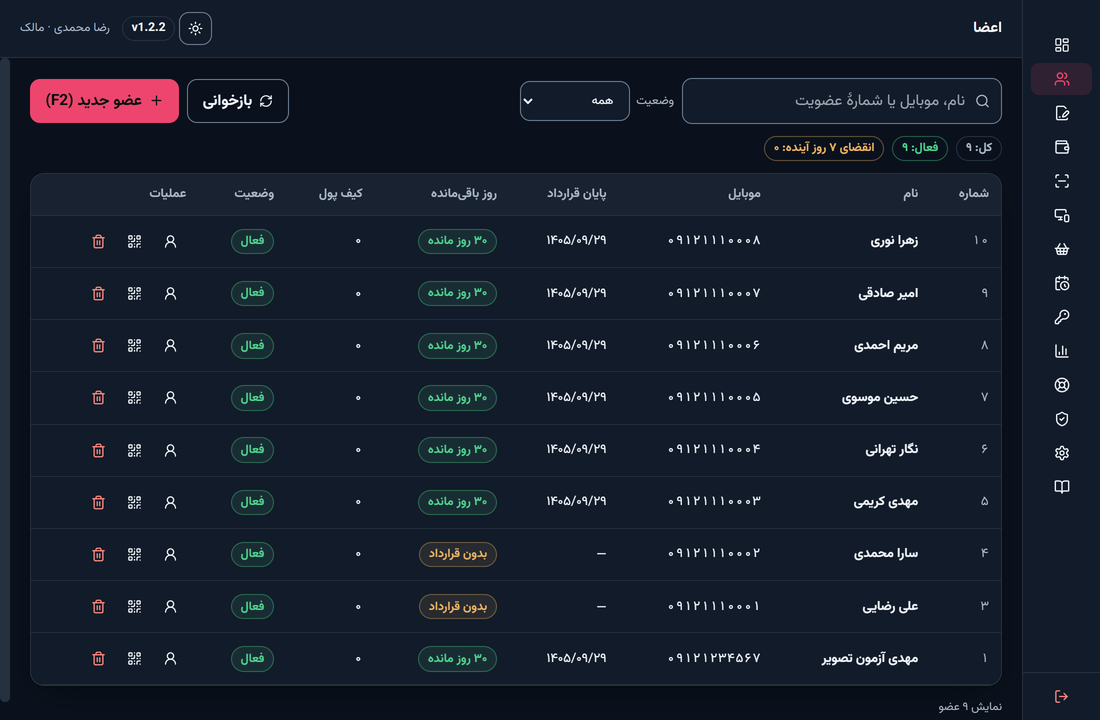 اعضا
v1.2.2
رضا محمدی · مالک
نام، موبایل یا شمارهٔ عضویت
وضعیت
همه
بازخوانی
+ عضو جدید (F2)
کل: ۹
فعال: ۹
انقضای ۷ روز آینده: ۰
شماره نام موبایل پایان قرارداد روز باقی‌مانده کیف پول وضعیت عملیات
۱۰ زهرا نوری ۰۹۱۲۱۱۱۰۰۰۸ ۱۴۰۵/۰۹/۲۹ ۳۰ روز مانده ۰ فعال
۹ امیر صادقی ۰۹۱۲۱۱۱۰۰۰۷ ۱۴۰۵/۰۹/۲۹ ۳۰ روز مانده ۰ فعال
۸ مریم احمدی ۰۹۱۲۱۱۱۰۰۰۶ ۱۴۰۵/۰۹/۲۹ ۳۰ روز مانده ۰ فعال
۷ حسین موسوی ۰۹۱۲۱۱۱۰۰۰۵ ۱۴۰۵/۰۹/۲۹ ۳۰ روز مانده ۰ فعال
۶ نگار تهرانی ۰۹۱۲۱۱۱۰۰۰۴ ۱۴۰۵/۰۹/۲۹ ۳۰ روز مانده ۰ فعال
۵ مهدی کریمی ۰۹۱۲۱۱۱۰۰۰۳ ۱۴۰۵/۰۹/۲۹ ۳۰ روز مانده ۰ فعال
۴ سارا محمدی ۰۹۱۲۱۱۱۰۰۰۲ — بدون قرارداد ۰ فعال
۳ علی رضایی ۰۹۱۲۱۱۱۰۰۰۱ — بدون قرارداد ۰ فعال
۱ مهدی آزمون تصویر ۰۹۱۲۱۲۳۴۵۶۷ ۱۴۰۵/۰۹/۲۹ ۳۰ روز مانده ۰ فعال
نمایش ۹ عضو